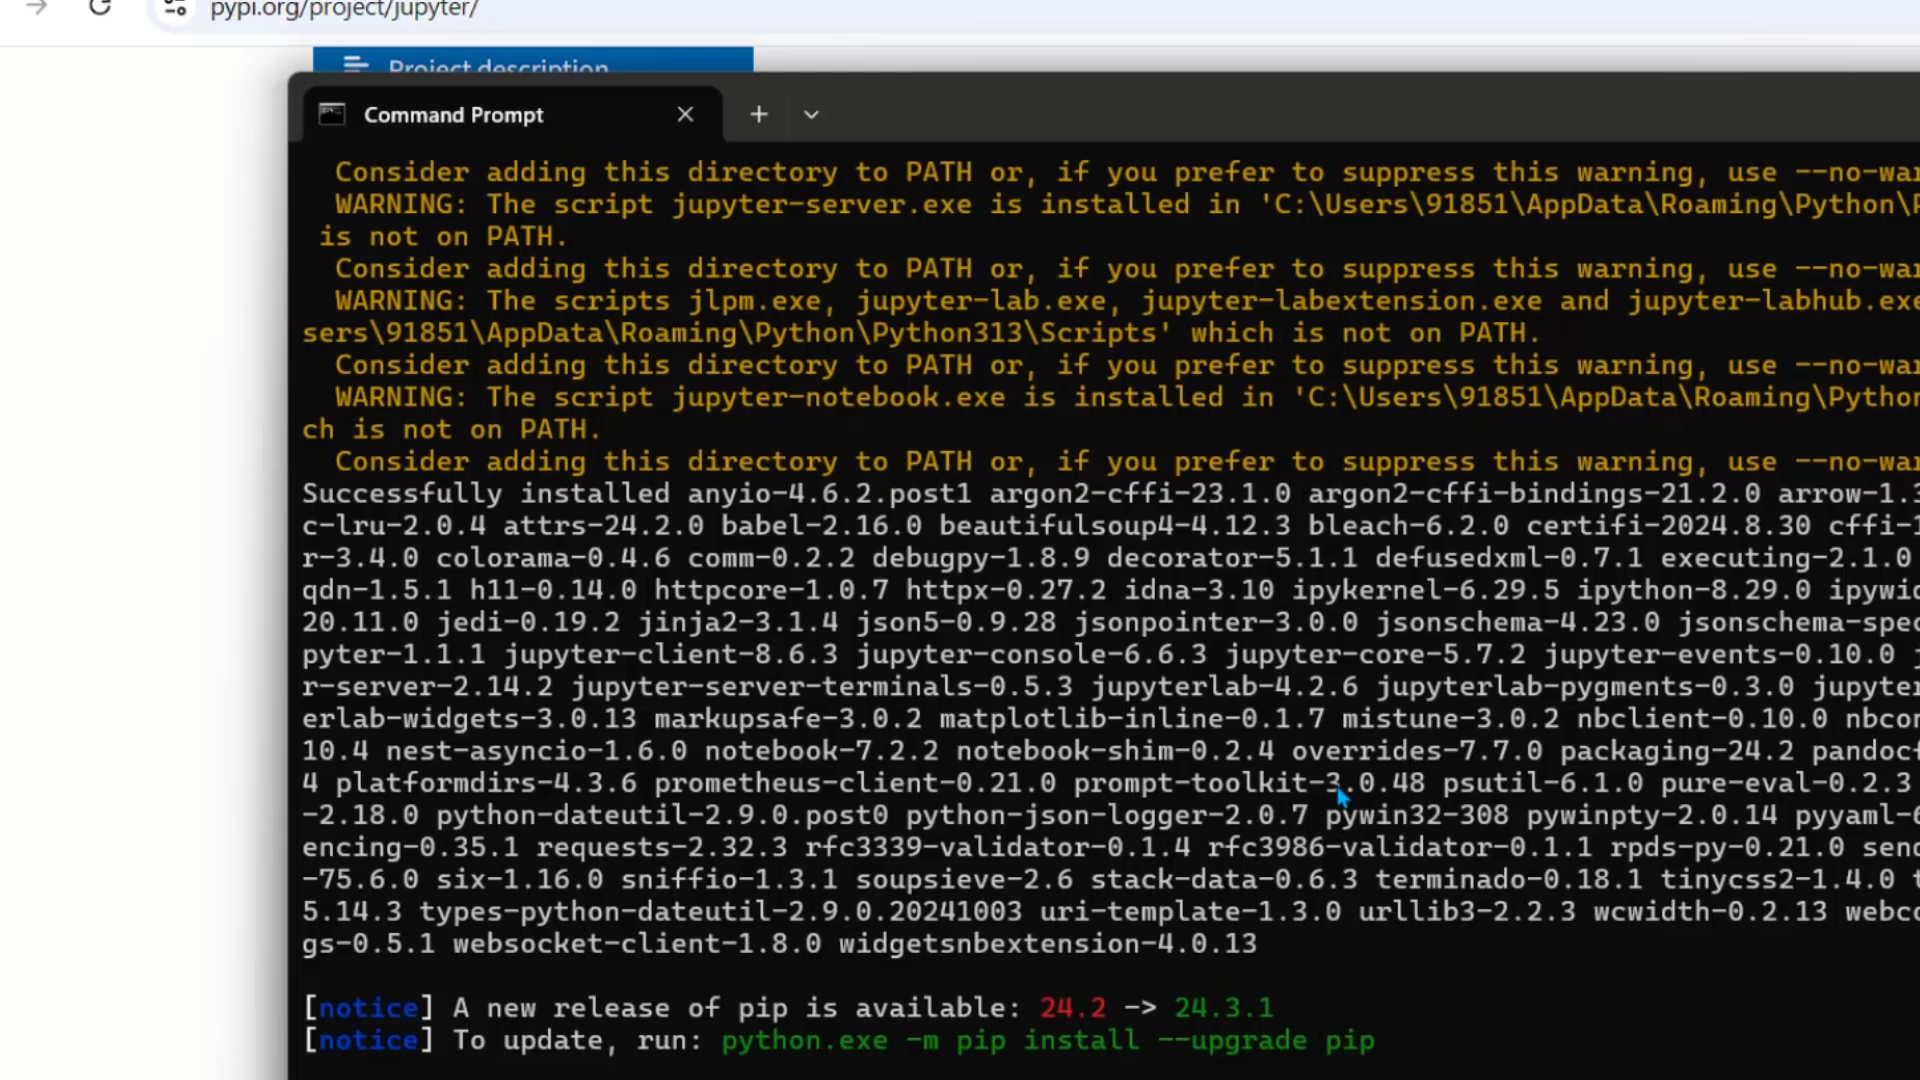 pypi.org/project/jupyter/
Project description
Command Prompt
Consider adding this directory to PATH or, if you prefer to suppress this warning, use --no-war
WARNING: The script jupyter-server.exe is installed in 'C:\Users\91851\AppData\Roaming\Python\P
is not on PATH.
Consider adding this directory to PATH or, if you prefer to suppress this warning, use --no-war
WARNING: The scripts jlpm.exe, jupyter-lab.exe, jupyter-labextension.exe and jupyter-labhub.exe
sers\91851\AppData\Roaming\Python\Python313\Scripts' which is not on PATH.
Consider adding this directory to PATH or, if you prefer to suppress this warning, use --no-war
WARNING: The script jupyter-notebook.exe is installed in 'C:\Users\91851\AppData\Roaming\Python
ch is not on PATH.
Consider adding this directory to PATH or, if you prefer to suppress this warning, use --no-war
Successfully installed anyio-4.6.2.post1 argon2-cffi-23.1.0 argon2-cffi-bindings-21.2.0 arrow-1.3
c-lru-2.0.4 attrs-24.2.0 babel-2.16.0 beautifulsoup4-4.12.3 bleach-6.2.0 certifi-2024.8.30 cffi-1
r-3.4.0 colorama-0.4.6 comm-0.2.2 debugpy-1.8.9 decorator-5.1.1 defusedxml-0.7.1 executing-2.1.0
qdn-1.5.1 h11-0.14.0 httpcore-1.0.7 httpx-0.27.2 idna-3.10 ipykernel-6.29.5 ipython-8.29.0 ipywid
20.11.0 jedi-0.19.2 jinja2-3.1.4 json5-0.9.28 jsonpointer-3.0.0 jsonschema-4.23.0 jsonschema-spec
pyter-1.1.1 jupyter-client-8.6.3 jupyter-console-6.6.3 jupyter-core-5.7.2 jupyter-events-0.10.0 j
r-server-2.14.2 jupyter-server-terminals-0.5.3 jupyterlab-4.2.6 jupyterlab-pygments-0.3.0 jupyter
erlab-widgets-3.0.13 markupsafe-3.0.2 matplotlib-inline-0.1.7 mistune-3.0.2 nbclient-0.10.0 nbcon
10.4 nest-asyncio-1.6.0 notebook-7.2.2 notebook-shim-0.2.4 overrides-7.7.0 packaging-24.2 pandocf
4 platformdirs-4.3.6 prometheus-client-0.21.0 prompt-toolkit-3.0.48 psutil-6.1.0 pure-eval-0.2.3
-2.18.0 python-dateutil-2.9.0.post0 python-json-logger-2.0.7 pywin32-308 pywinpty-2.0.14 pyyaml-6
encing-0.35.1 requests-2.32.3 rfc3339-validator-0.1.4 rfc3986-validator-0.1.1 rpds-py-0.21.0 send
-75.6.0 six-1.16.0 sniffio-1.3.1 soupsieve-2.6 stack-data-0.6.3 terminado-0.18.1 tinycss2-1.4.0 t
5.14.3 types-python-dateutil-2.9.0.20241003 uri-template-1.3.0 urllib3-2.2.3 wcwidth-0.2.13 webco
gs-0.5.1 websocket-client-1.8.0 widgetsnbextension-4.0.13
[notice] A new release of pip is available: 24.2 -> 24.3.1
[notice] To update, run: python.exe -m pip install --upgrade pip